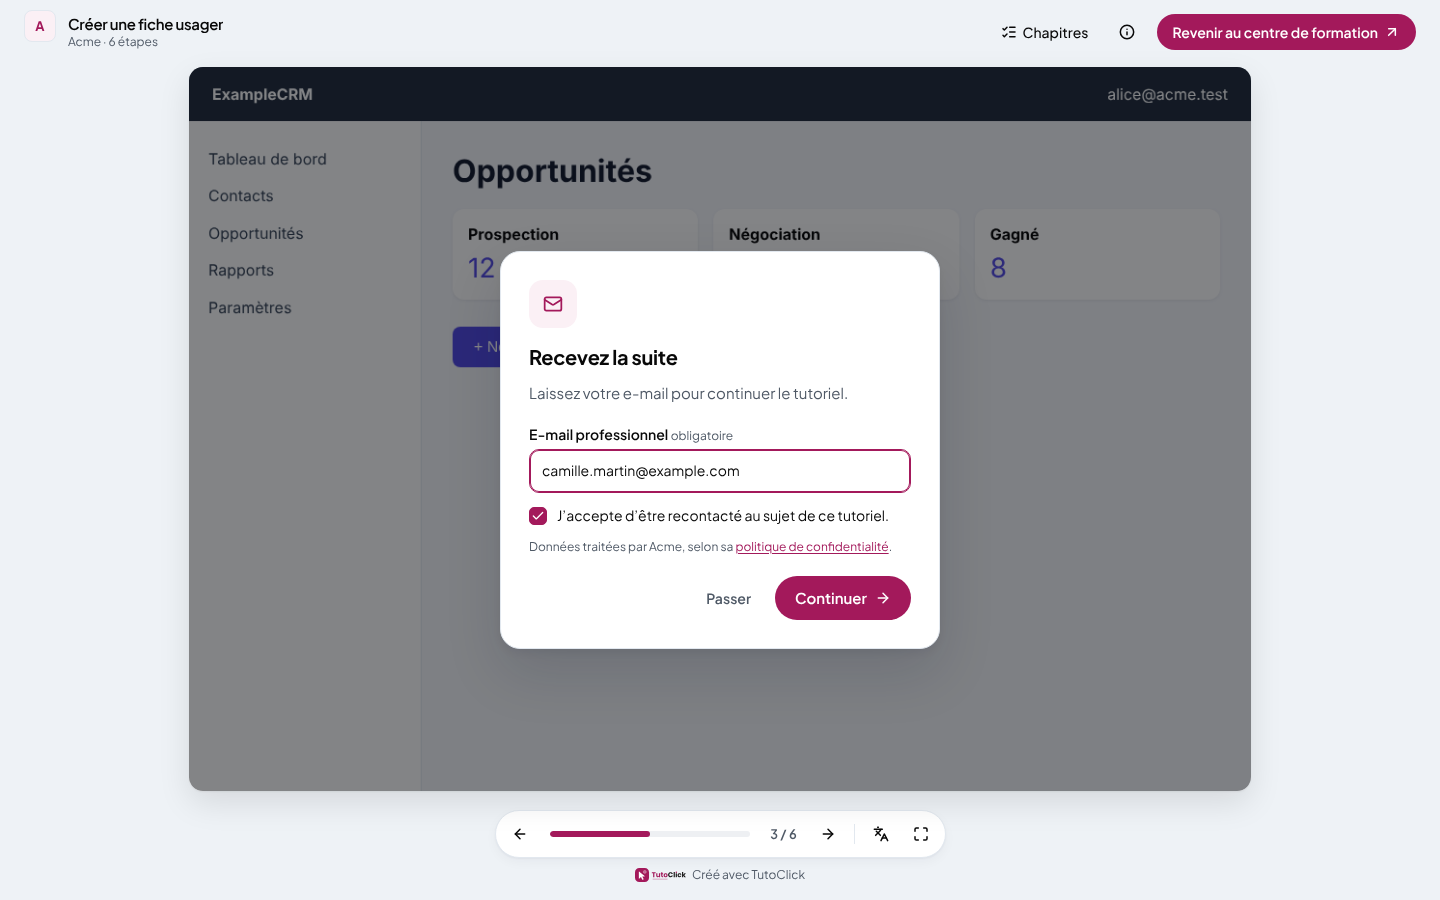 A
Créer une fiche usager
Acme · 6 étapes
Chapitres
Revenir au centre de formation
ExampleCRM
alice@acme.test
Tableau de bord
Contacts
Opportunités
Rapports
Paramètres
Opportunités
Prospection
12
Négociation
Gagné
8
+ N
Recevez la suite
Laissez votre e-mail pour continuer le tutoriel.
E-mail professionnel obligatoire
camille.martin@example.com
J'accepte d'être recontacté au sujet de ce tutoriel.
Données traitées par Acme, selon sa politique de confidentialité.
Passer
Continuer
3 / 6
TutoClick Créé avec TutoClick